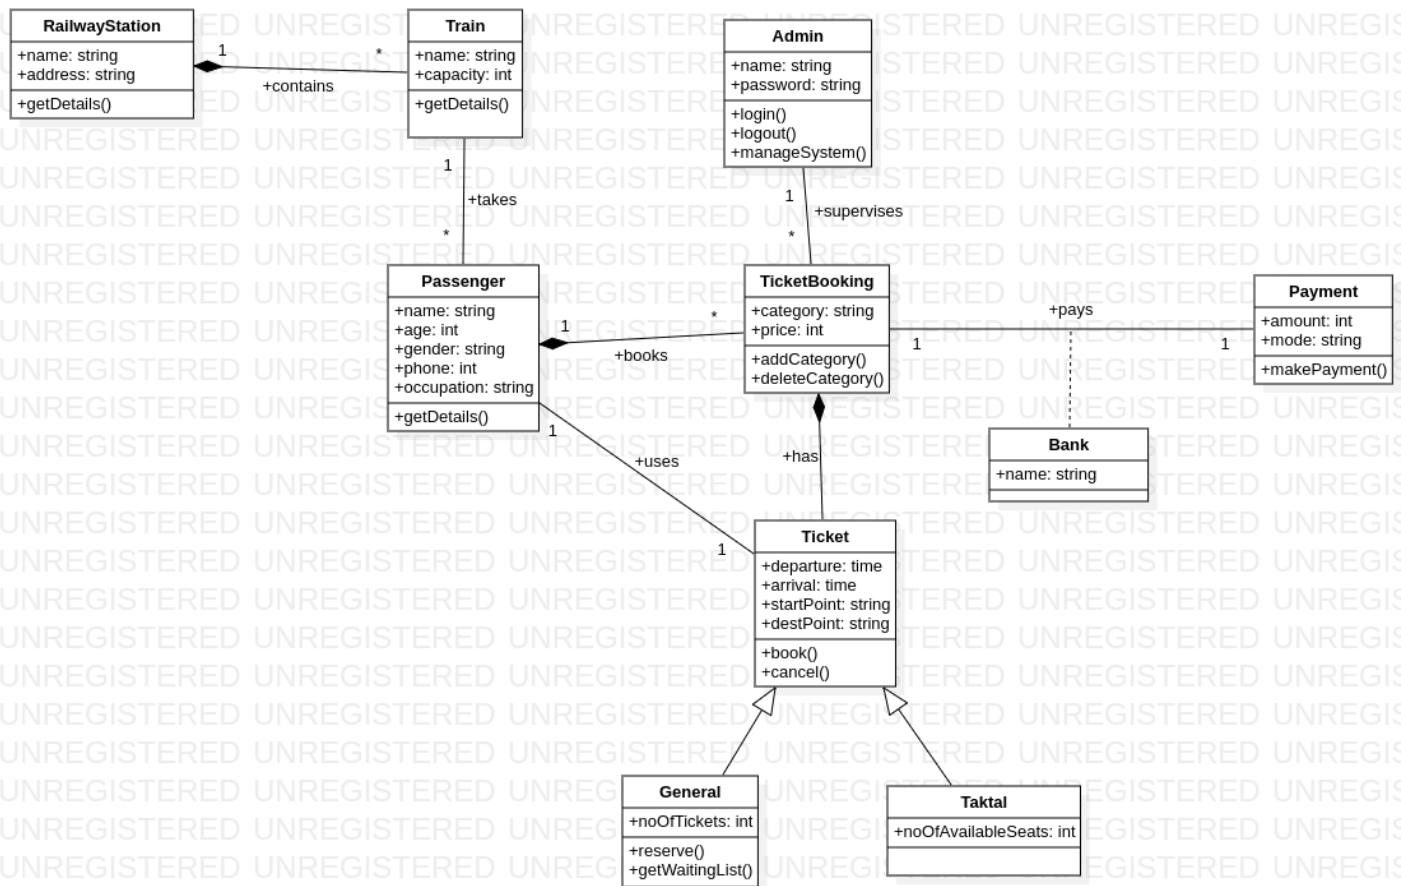 RailwayStation
+name: string
+address: string
+getDetails()
1
*
+contains
Train
+name: string
+capacity: int
+getDetails()
Admin
+name: string
+password: string
+login()
+logout()
+manageSystem()
1
+takes
*
1
+supervises
*
Passenger
+name: string
+age: int
+gender: string
+phone: int
+occupation: string
+getDetails()
1
*
+books
TicketBooking
+category: string
+price: int
+addCategory()
+deleteCategory()
+pays
1
1
Payment
+amount: int
+mode: string
+makePayment()
Bank
+name: string
1
+uses
1
+has
Ticket
+departure: time
+arrival: time
+startPoint: string
+destPoint: string
+book()
+cancel()
General
+noOfTickets: int
+reserve()
+getWaitingList()
Taktal
+noOfAvailableSeats: int
UNREGISTERED